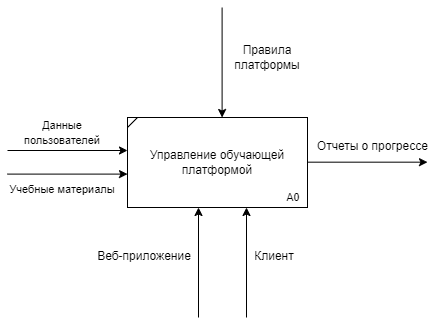 Правила
платформы
Данные
пользователей
Учебные материалы
Управление обучающей
платформой
A0
Отчеты о прогрессе
Веб-приложение
Клиент